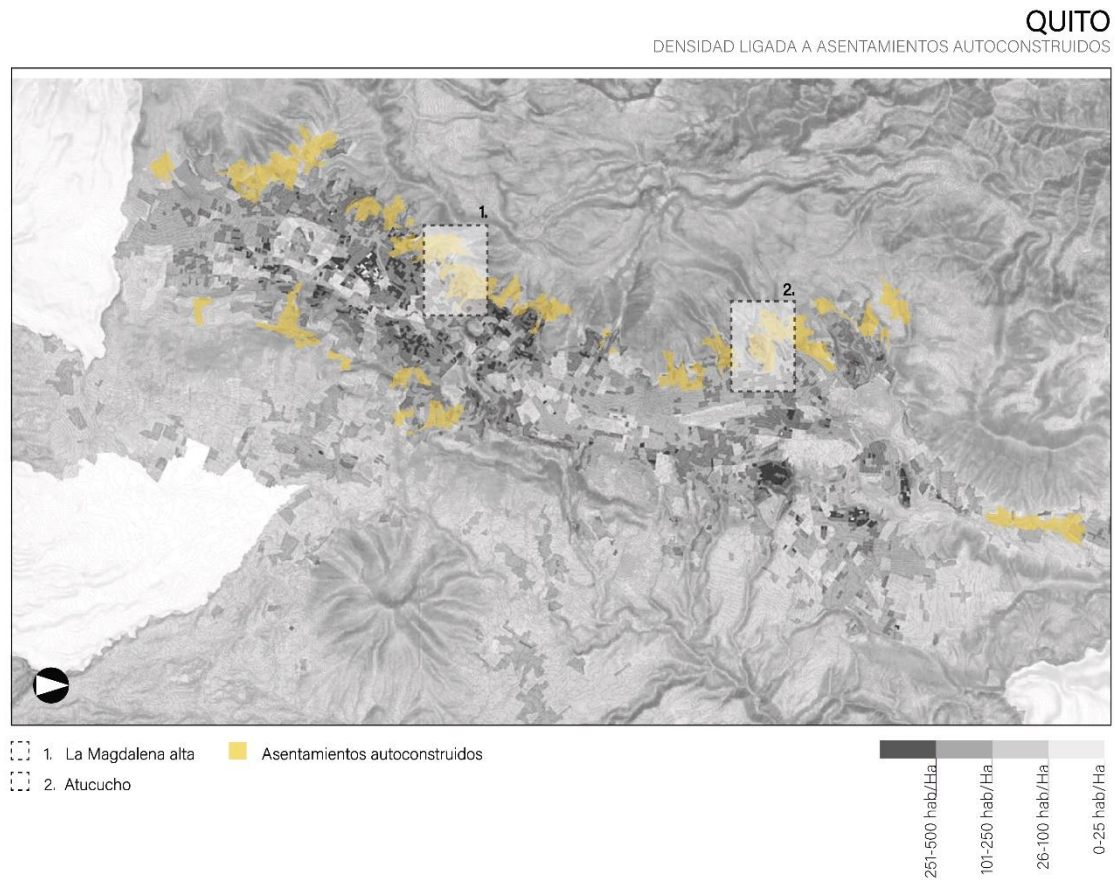 QUITO
DENSIDAD LIGADA A ASENTAMIENTOS AUTOCONSTRUIDOS
1.
2.
1. La Magdalena alta
Asentamientos autoconstruidos
2. Atucucho
251-500 hab/Ha
101-250 hab/Ha
26-100 hab/Ha
0-25 hab/Ha